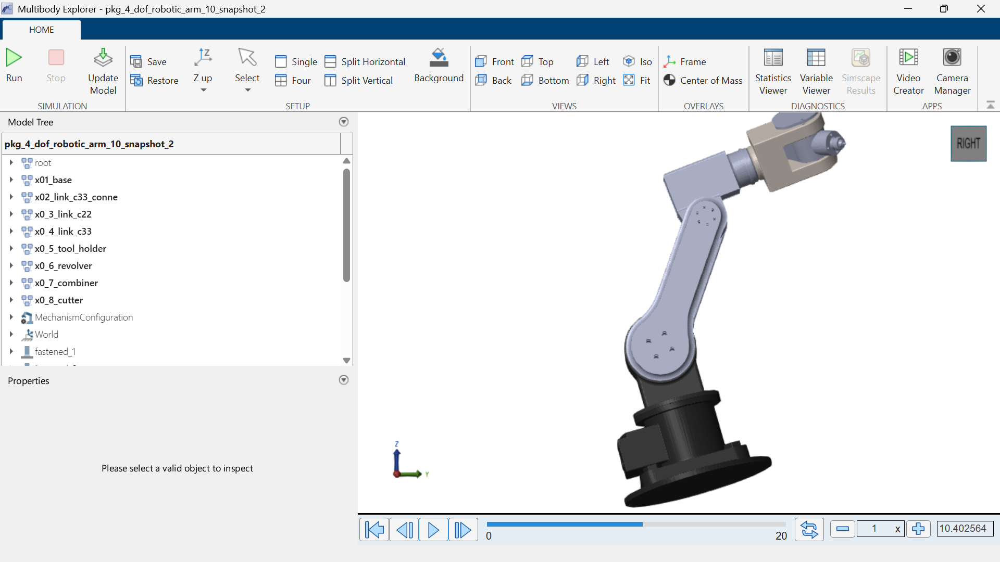 Multibody Explorer - pkg_4_dof_robotic_arm_10_snapshot_2
HOME
Run
Stop
Update
Model
SIMULATION
Save
Restore
Z
Z up
Select
Single
Four
Split Horizontal
Split Vertical
Background
SETUP
Front
Back
Top
Bottom
Left
Right
Iso
Fit
VIEWS
Frame
Center of Mass
OVERLAYS
Statistics
Viewer
Variable
Viewer
Simscape
Results
DIAGNOSTICS
Video
Creator
Camera
Manager
APPS
Model Tree
pkg_4_dof_robotic_arm_10_snapshot_2
root
x01_base
x02_link_c33_conne
x0_3_link_c22
x0_4_link_c33
x0_5_tool_holder
x0_6_revolver
x0_7_combiner
x0_8_cutter
MechanismConfiguration
World
fastened_1
Properties
Please select a valid object to inspect
RIGHT
Z
Y
0
20
1 x
10.402564